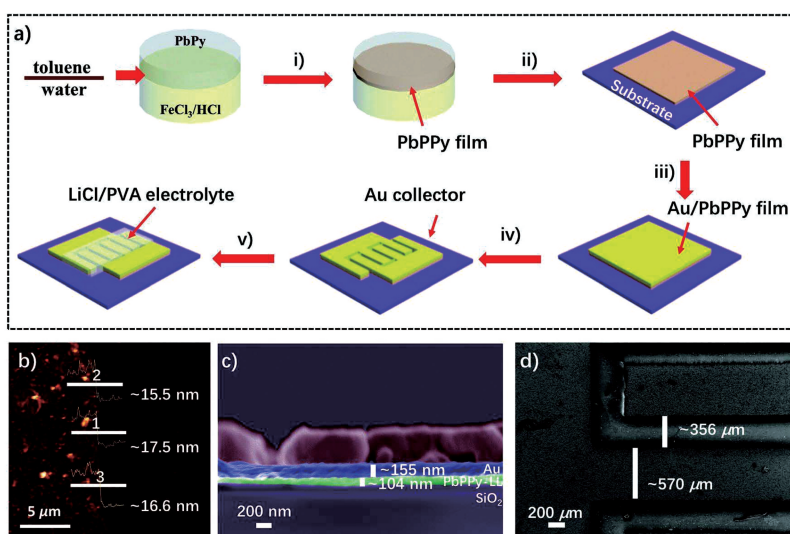 a)
PbPy
toluene
water
FeCl₃/HCl
i)
PbPPy film
ii)
Substrate
PbPPy film
iii)
LiCl/PVA electrolyte
Au collector
Au/PbPPy film
v)
iv)
b)
2
~15.5 nm
1
~17.5 nm
3
~16.6 nm
5 μm
c)
~155 nm
Au
~104 nm
PbPPy-LL
SiO₂
200 nm
d)
~356 μm
~570 μm
200 μm